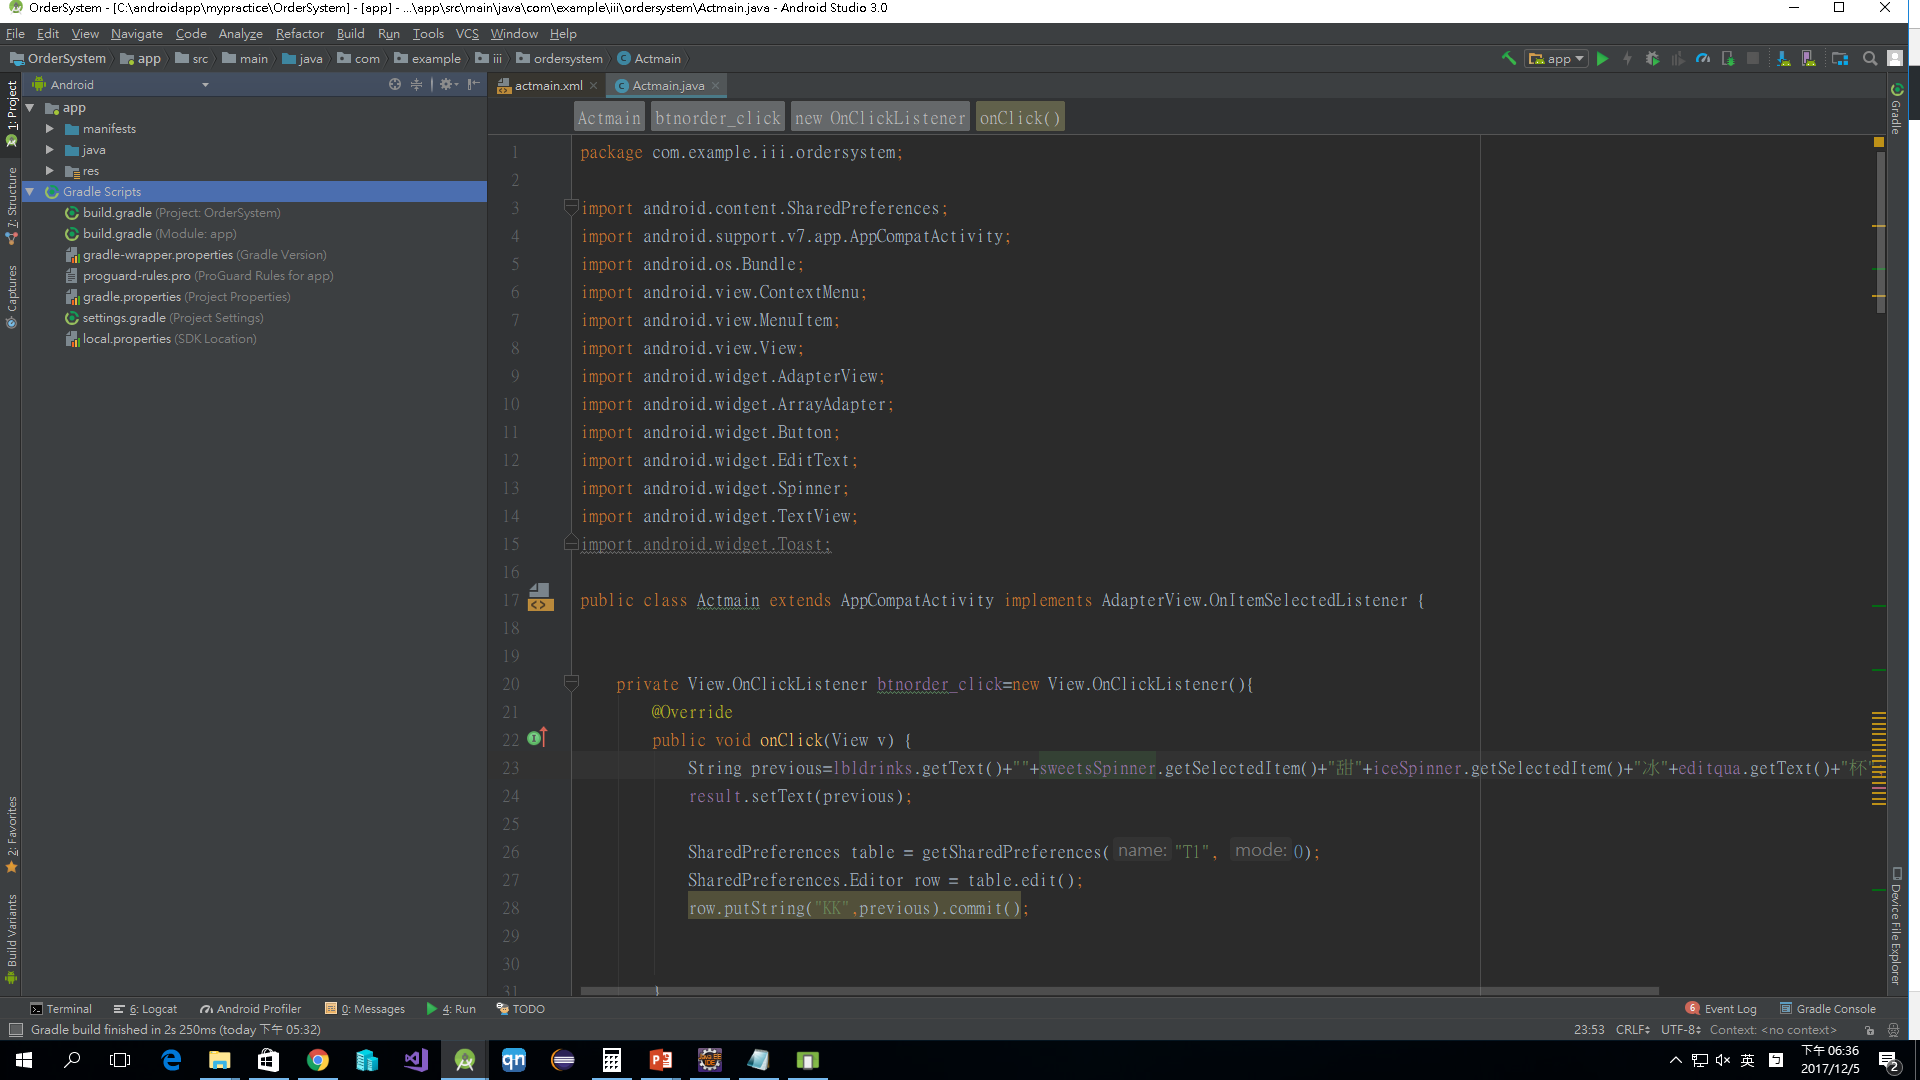 OrderSystem - [C:\androidapp\mypractice\OrderSystem] - [app] - ...\app\src\main\java\com\example\iii\ordersystem\Actmain.java - Android Studio 3.0
File Edit View Navigate Code Analyze Refactor Build Run Tools VCS Window Help
OrderSystem app src main java com example iii ordersystem Actmain
app
Android
actmain.xml Actmain.java
Actmain btnorder_click new OnClickListener onClick()
1: Project
7: Structure
Captures
2: Favorites
Build Variants
app
manifests
java
res
Gradle Scripts
build.gradle (Project: OrderSystem)
build.gradle (Module: app)
gradle-wrapper.properties (Gradle Version)
proguard-rules.pro (ProGuard Rules for app)
gradle.properties (Project Properties)
settings.gradle (Project Settings)
local.properties (SDK Location)
1 package com.example.iii.ordersystem;
2
3 import android.content.SharedPreferences;
4 import android.support.v7.app.AppCompatActivity;
5 import android.os.Bundle;
6 import android.view.ContextMenu;
7 import android.view.MenuItem;
8 import android.view.View;
9 import android.widget.AdapterView;
10 import android.widget.ArrayAdapter;
11 import android.widget.Button;
12 import android.widget.EditText;
13 import android.widget.Spinner;
14 import android.widget.TextView;
15 import android.widget.Toast;
16
17 public class Actmain extends AppCompatActivity implements AdapterView.OnItemSelectedListener {
18
19
20 private View.OnClickListener btnorder_click=new View.OnClickListener(){
21 @Override
22 public void onClick(View v) {
23 String previous=lbldrinks.getText()+""+sweetsSpinner.getSelectedItem()+"甜"+iceSpinner.getSelectedItem()+"冰"+editqua.getText()+"杯";
24 result.setText(previous);
25
26 SharedPreferences table = getSharedPreferences( name: "T1", mode: 0);
27 SharedPreferences.Editor row = table.edit();
28 row.putString("KK",previous).commit();
29
30
31 }
Gradle
Device File Explorer
Terminal 6: Logcat Android Profiler 0: Messages 4: Run TODO 6 Event Log Gradle Console
Gradle build finished in 2s 250ms (today 下午 05:32) 23:53 CRLF UTF-8 Context: <no context>
qn
英
下午 06:36
2017/12/5
2